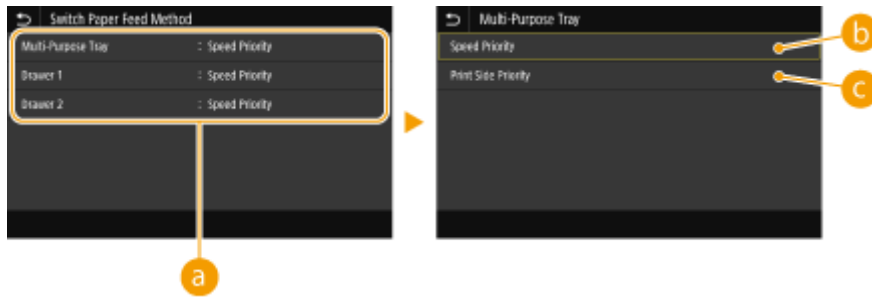 Switch Paper Feed Method
Multi-Purpose Tray : Speed Priority
Drawer 1 : Speed Priority
Drawer 2 : Speed Priority
a
Multi-Purpose Tray
Speed Priority
b
Print Side Priority
c